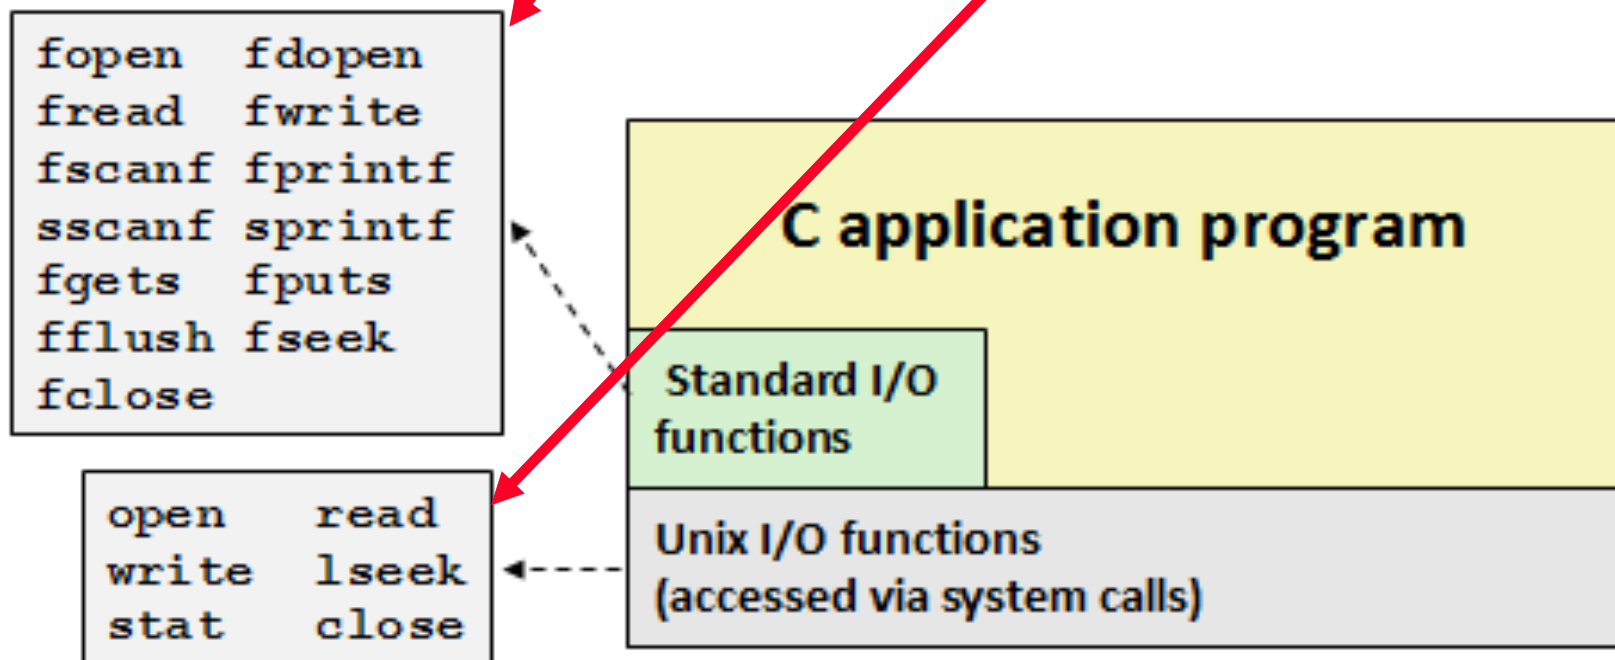 fopen fdopen
fread fwrite
fscanf fprintf
sscanf sprintf
fgets fputs
fflush fseek
fclose
C application program
Standard I/O
functions
open read
write lseek
stat close
Unix I/O functions
(accessed via system calls)